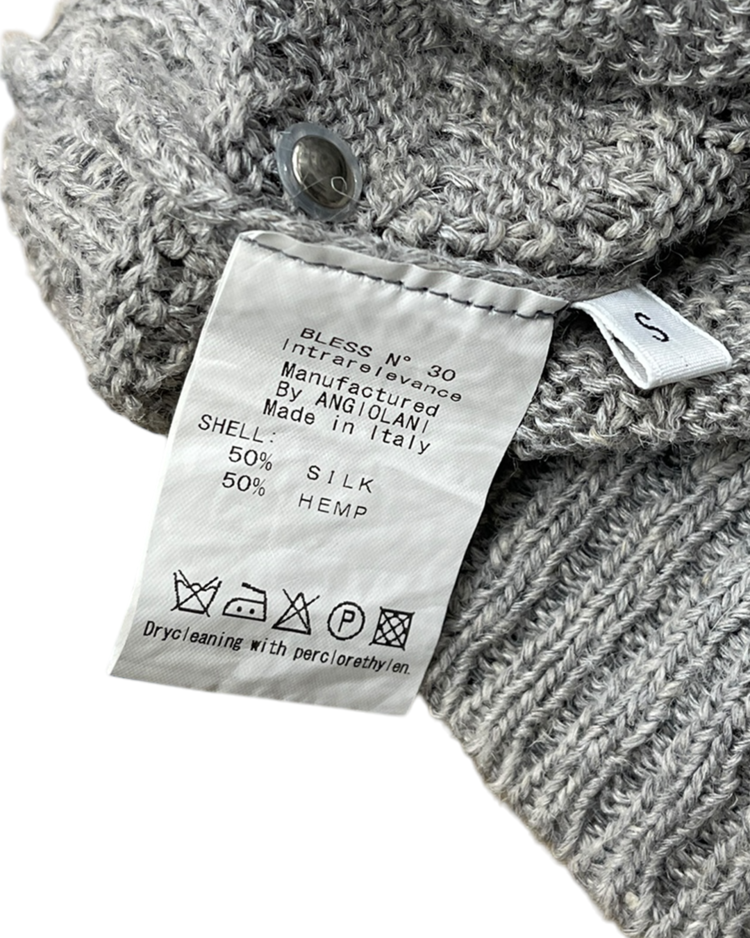 BLESS N° 30
Intrarelevance
Manufactured
By ANGIOLANI
Made in Italy
SHELL:
50% SILK
50% HEMP
P
Drycleaning with perclorethylen.
S